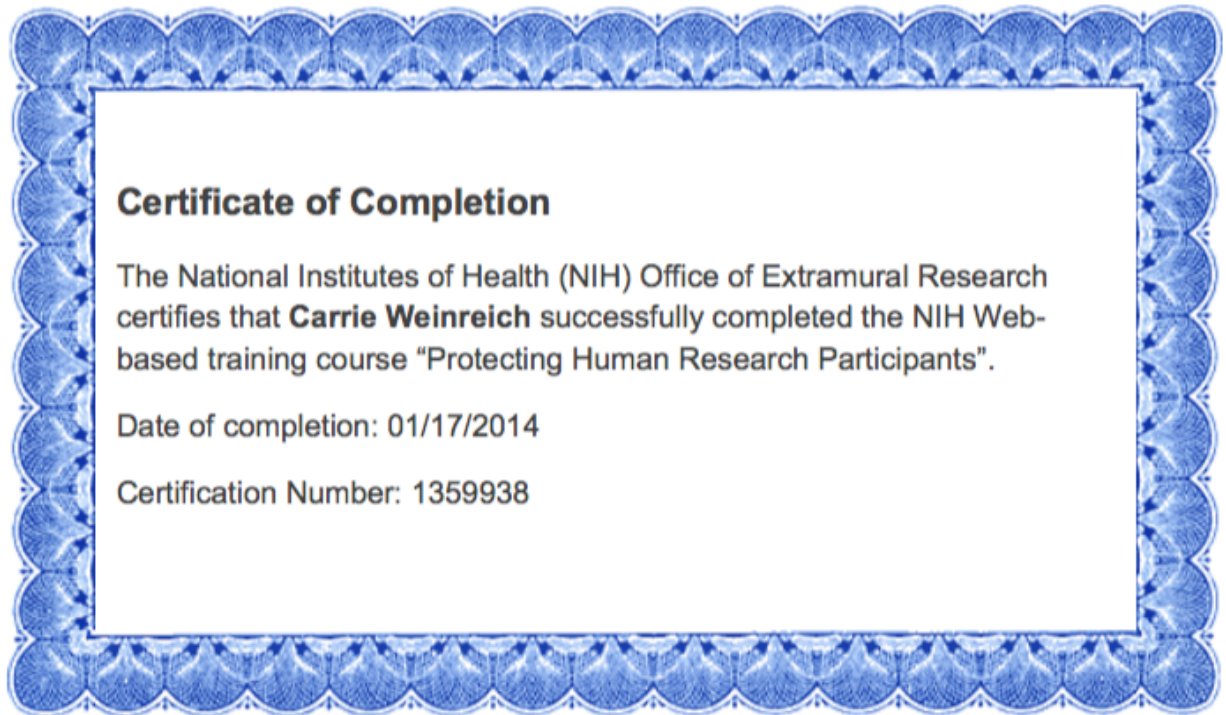 Certificate of Completion
The National Institutes of Health (NIH) Office of Extramural Research
certifies that Carrie Weinreich successfully completed the NIH Web-
based training course “Protecting Human Research Participants”.
Date of completion: 01/17/2014
Certification Number: 1359938